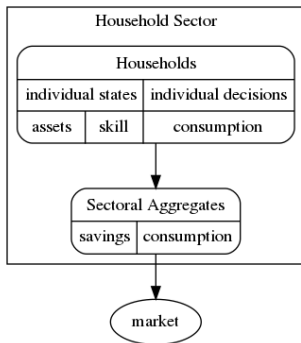 Household Sector
Households
individual states individual decisions
assets skill consumption
Sectoral Aggregates
savings consumption
market